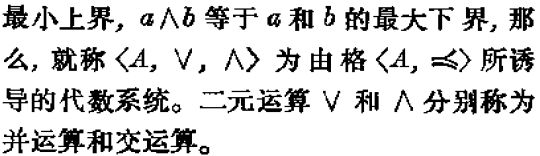 最小上界, a∧b 等于 a 和 b 的最大下界, 那
么, 就称〈A, ∨, ∧〉为由格〈A, ≼〉所诱
导的代数系统。二元运算 ∨ 和 ∧ 分别称为
并运算和交运算。